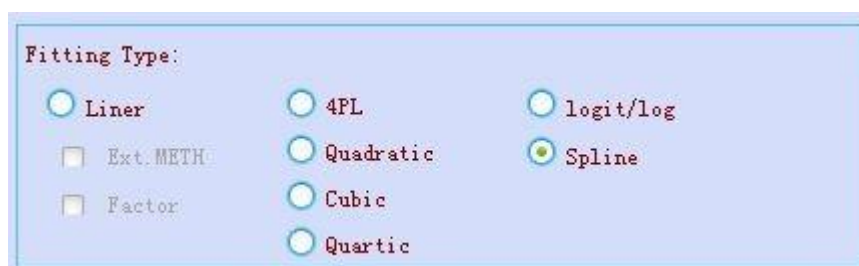 Fitting Type:
Liner 4PL logit/log
Ext.METH Quadratic Spline
Factor Cubic
Quartic